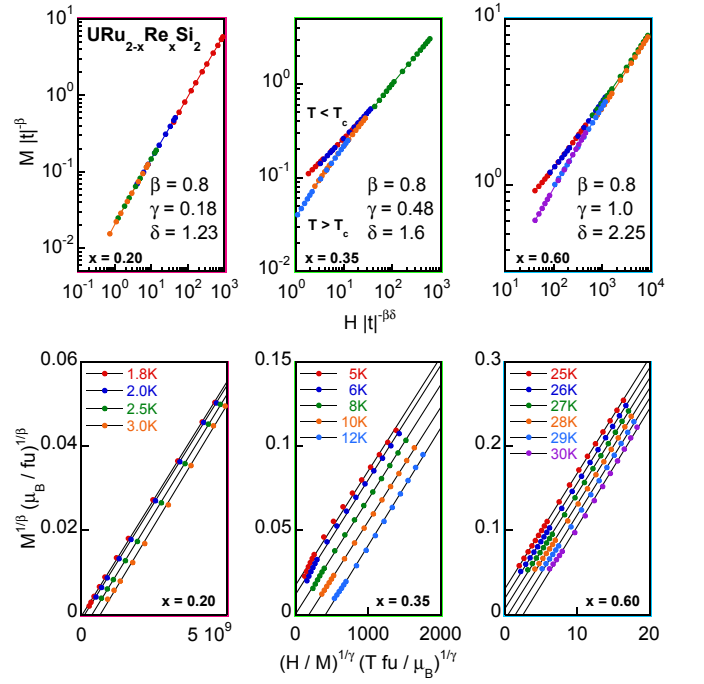 URu2-xRexSi2
M |t|^-β
10^1
10^0
10^-1
10^-2
β = 0.8
γ = 0.18
δ = 1.23
x = 0.20
10^-1 10^0 10^1 10^2 10^3
10^0
10^-1
10^-2
T < Tc
T > Tc
β = 0.8
γ = 0.48
δ = 1.6
x = 0.35
10^0 10^1 10^2 10^3
10^1
10^0
β = 0.8
γ = 1.0
δ = 2.25
x = 0.60
10^1 10^2 10^3 10^4
H |t|^-βδ
M^1/β (μB / fu)^1/β
0.06
0.04
0.02
0
1.8K
2.0K
2.5K
3.0K
x = 0.20
0 5 10^9
0.15
0.10
0.05
0
5K
6K
8K
10K
12K
x = 0.35
0 1000 2000
0.3
0.2
0.1
0
25K
26K
27K
28K
29K
30K
x = 0.60
0 10 20
(H / M)^1/γ (T fu / μB)^1/γ